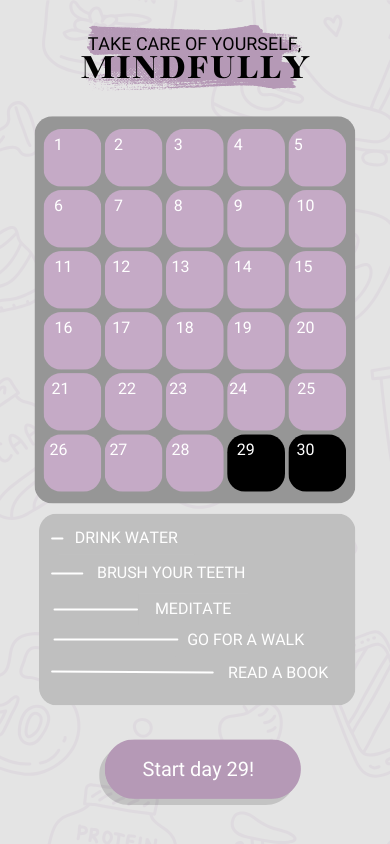 TAKE CARE OF YOURSELF,
MINDFULLY
1 2 3 4 5
6 7 8 9 10
11 12 13 14 15
16 17 18 19 20
21 22 23 24 25
26 27 28 29 30
DRINK WATER
BRUSH YOUR TEETH
MEDITATE
GO FOR A WALK
READ A BOOK
10
Start day 29!
PROTEIN